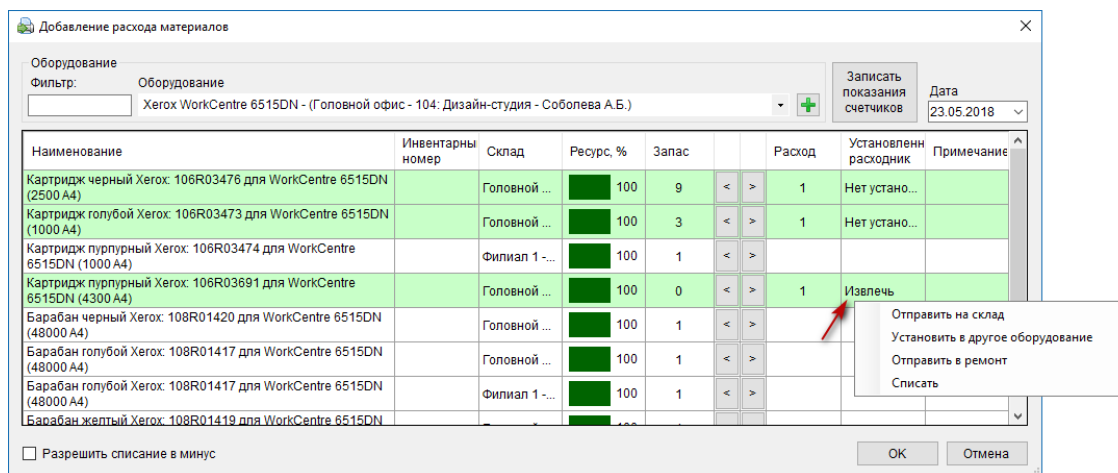 Добавление расхода материалов
Оборудование
Фильтр:
Оборудование
Xerox WorkCentre 6515DN - (Головной офис - 104: Дизайн-студия - Соболева А.Б.)
Записать
показания
счетчиков
Дата
23.05.2018
Наименование
Инвентарны
номер
Склад
Ресурс, %
Запас
Расход
Установленн
расходник
Примечание
Картридж черный Xerox: 106R03476 для WorkCentre 6515DN
(2500 A4)
Головной ...
100
9
<
>
1
Нет устано...
Картридж голубой Xerox: 106R03473 для WorkCentre 6515DN
(1000 A4)
Головной ...
100
3
<
>
1
Нет устано...
Картридж пурпурный Xerox: 106R03474 для WorkCentre
6515DN (1000 A4)
Филиал 1 -...
100
1
<
>
Картридж пурпурный Xerox: 106R03691 для WorkCentre
6515DN (4300 A4)
Головной ...
100
0
<
>
1
Извлечь
Отправить на склад
Установить в другое оборудование
Отправить в ремонт
Списать
Барабан черный Xerox: 108R01420 для WorkCentre 6515DN
(48000 A4)
Головной ...
100
1
<
>
Барабан голубой Xerox: 108R01417 для WorkCentre 6515DN
(48000 A4)
Головной ...
100
1
<
>
Барабан голубой Xerox: 108R01417 для WorkCentre 6515DN
(48000 A4)
Филиал 1 -...
100
1
<
>
Барабан желтый Xerox: 108R01419 для WorkCentre 6515DN
Разрешить списание в минус
OK
Отмена